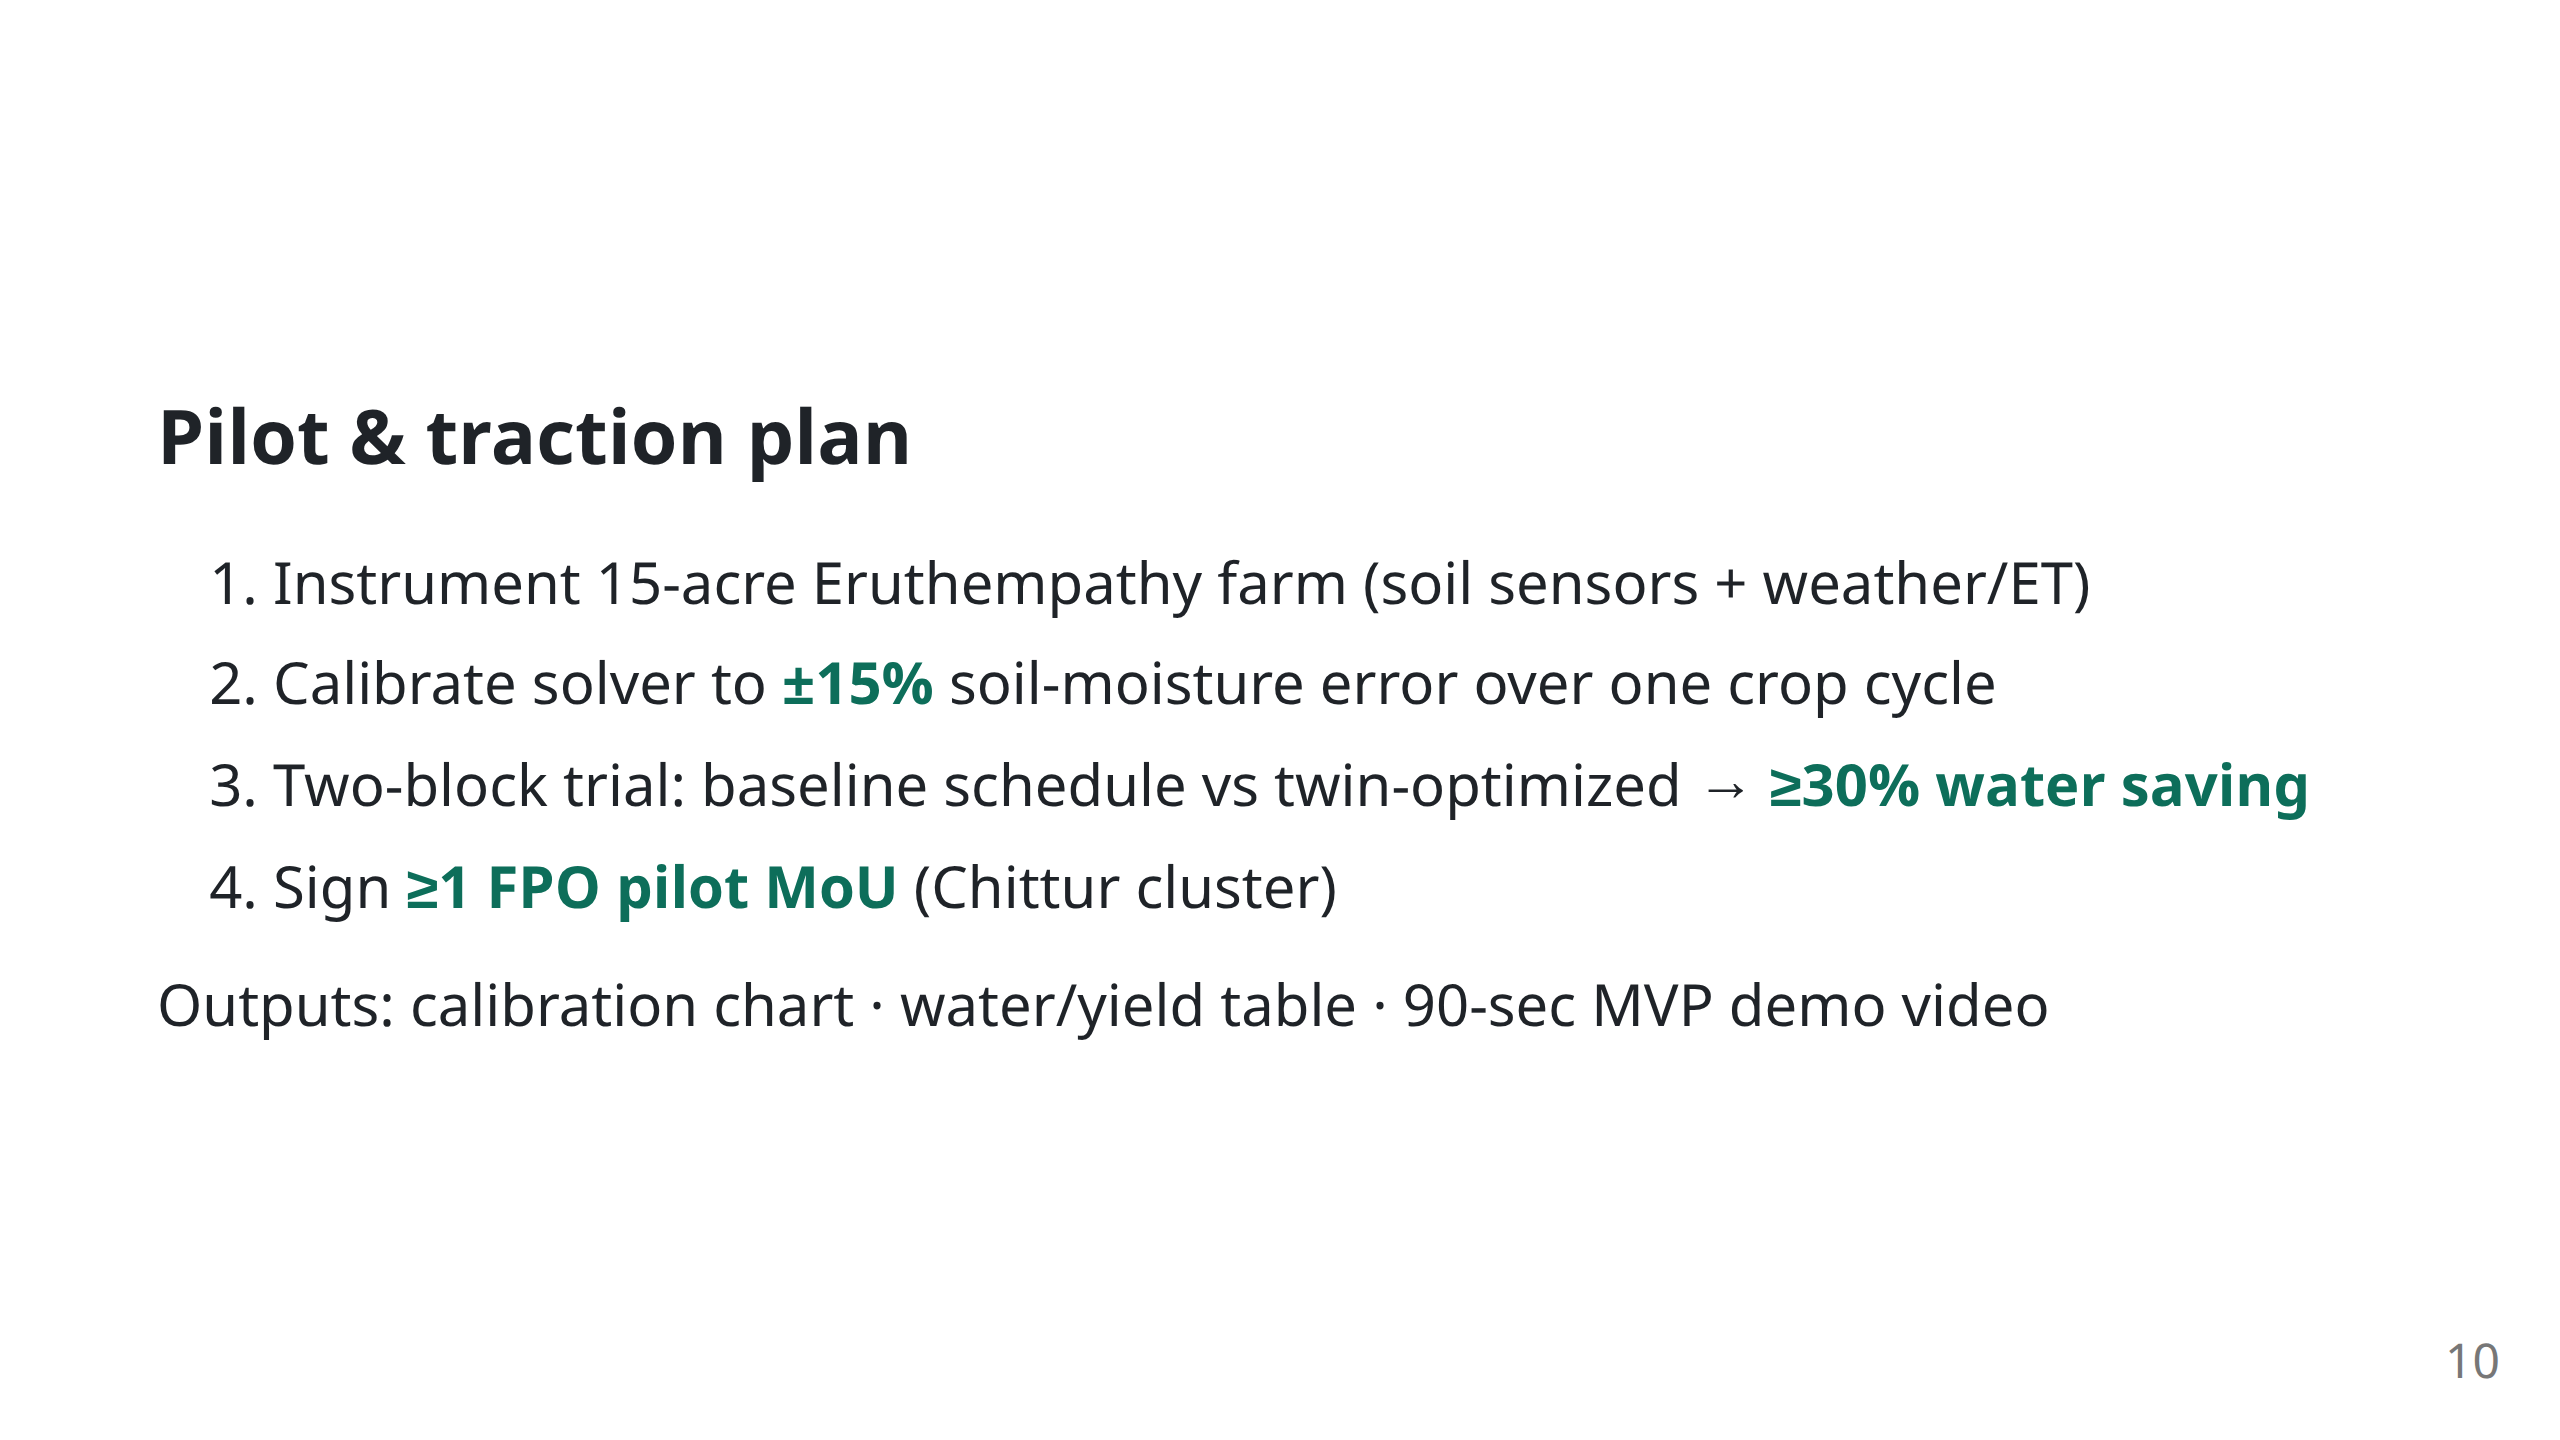 Pilot & traction plan
1. Instrument 15-acre Eruthempathy farm (soil sensors + weather/ET)
2. Calibrate solver to ±15% soil-moisture error over one crop cycle
3. Two-block trial: baseline schedule vs twin-optimized → ≥30% water saving
4. Sign ≥1 FPO pilot MoU (Chittur cluster)
Outputs: calibration chart · water/yield table · 90-sec MVP demo video
10